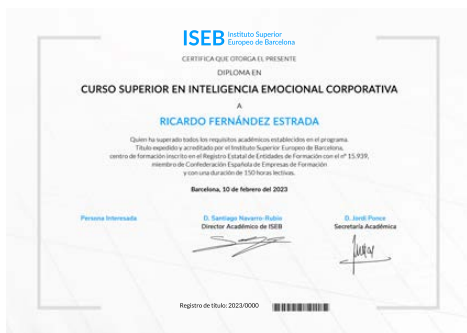 ISEB Instituto Superior
Europeo de Barcelona
CERTIFICA QUE OTORGA EL PRESENTE
DIPLOMA EN
CURSO SUPERIOR EN INTELIGENCIA EMOCIONAL CORPORATIVA
A
RICARDO FERNÁNDEZ ESTRADA
Quien ha superado todos los requisitos académicos establecidos en el programa.
Título expedido y acreditado por el Instituto Superior Europeo de Barcelona,
centro de formación inscrito en el Registro Estatal de Entidades de Formación con el nº 15.939,
miembro de Confederación Española de Empresas de Formación
y con una duración de 150 horas lectivas.
Barcelona, 10 de febrero del 2023
Persona Interesada
D. Santiago Navarro-Rubio
Director Académico de ISEB
D. Jordi Ponce
Secretaría Académica
Registro de título: 2023/0000